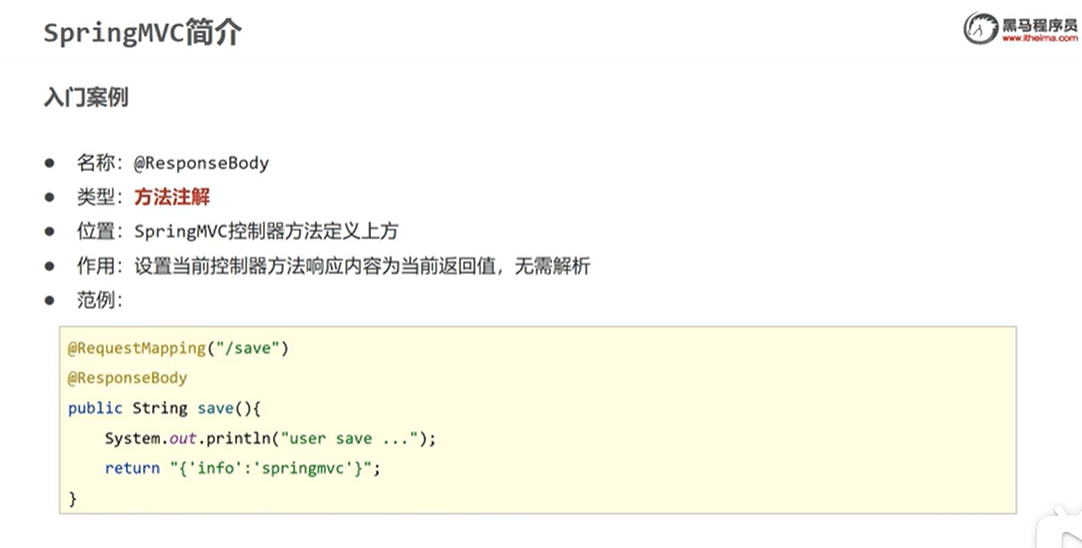 SpringMVC简介
黑马程序员
www.itheima.com
入门案例
● 名称：@ResponseBody
● 类型：方法注解
● 位置：SpringMVC控制器方法定义上方
● 作用：设置当前控制器方法响应内容为当前返回值，无需解析
● 范例：
@RequestMapping("/save")
@ResponseBody
public String save(){
    System.out.println("user save ...");
    return "{'info':'springmvc'}";
}